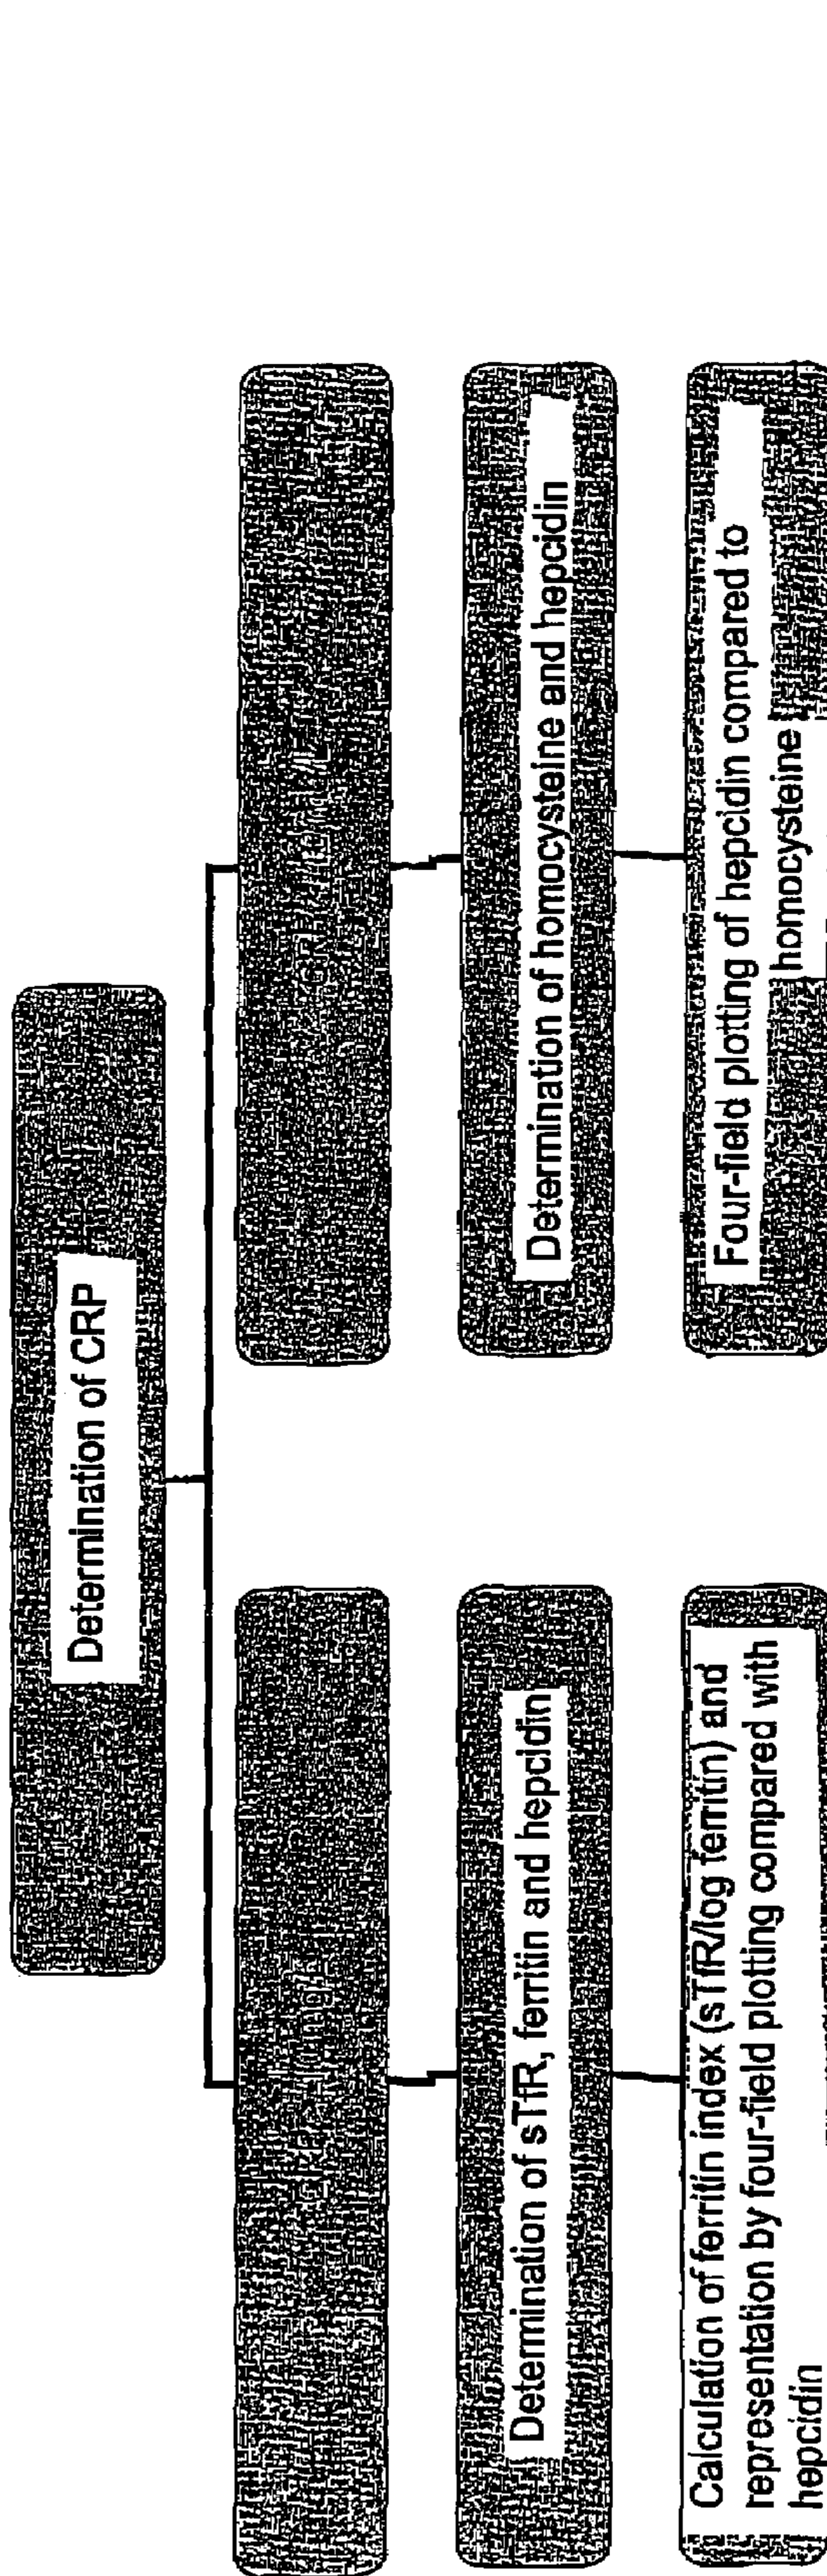 Determination of CRP
Determination of sTfR, ferritin and hepcidin
Calculation of ferritin index (sTfR/log ferritin) and
representation by four-field plotting compared with
hepcidin
Determination of homocysteine and hepcidin
Four-field plotting of hepcidin compared to
homocysteine